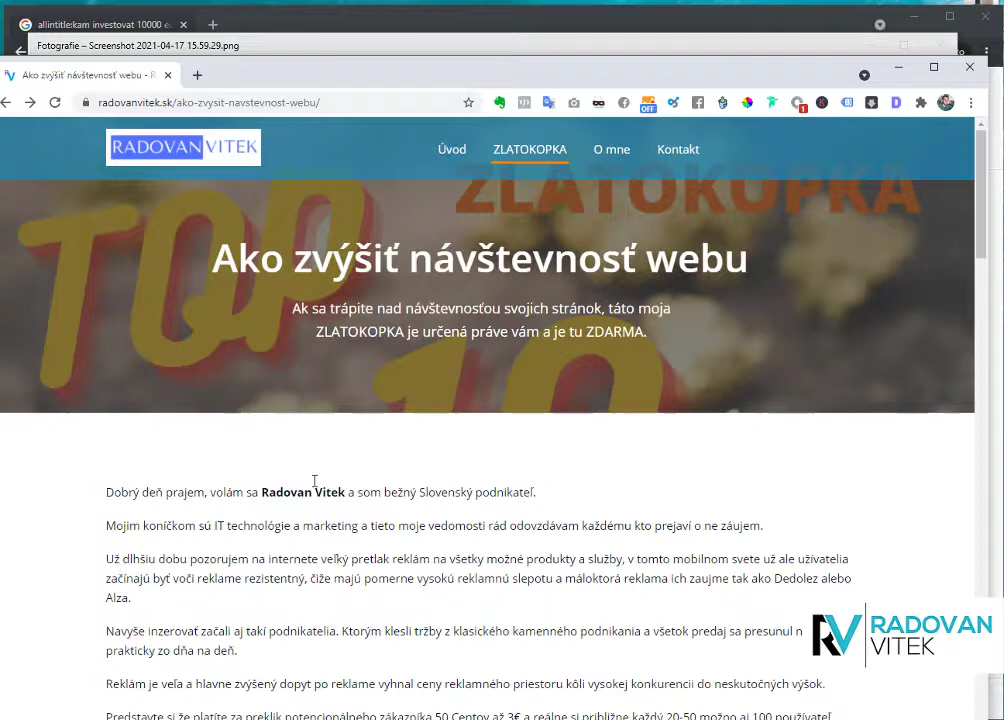 allintitle:kam investovat 10000 e
Fotografie – Screenshot 2021-04-17 15.59.29.png
Ako zvýšiť návštevnosť webu - R
radovanvitek.sk/ako-zvysit-navstevnost-webu/
OFF
1
RADOVANVITEK
Úvod ZLATOKOPKA O mne Kontakt
ZLATOKOPKA
TOP
10
Ako zvýšiť návštevnosť webu
Ak sa trápite nad návštevnosťou svojich stránok, táto moja
ZLATOKOPKA je určená práve vám a je tu ZDARMA.
Dobrý deň prajem, volám sa Radovan Vitek a som bežný Slovenský podnikateľ.
Mojim koníčkom sú IT technológie a marketing a tieto moje vedomosti rád odovzdávam každému kto prejaví o ne záujem.
Už dlhšiu dobu pozorujem na internete veľký pretlak reklám na všetky možné produkty a služby, v tomto mobilnom svete už ale užívatelia
začínajú byť voči reklame rezistentný, čiže majú pomerne vysokú reklamnú slepotu a máloktorá reklama ich zaujme tak ako Dedolez alebo
Alza.
Navyše inzerovať začali aj takí podnikatelia. Ktorým klesli tržby z klasického kamenného podnikania a všetok predaj sa presunul n
prakticky zo dňa na deň.
Reklám je veľa a hlavne zvýšený dopyt po reklame vyhnal ceny reklamného priestoru kôli vysokej konkurencii do neskutočných výšok.
Predstavte si že platíte za preklik potencionálneho zákazníka 50 Centov až 3€ a reálne si približne každý 20-50 možno aj 100 používateľ
RV RADOVAN
VITEK